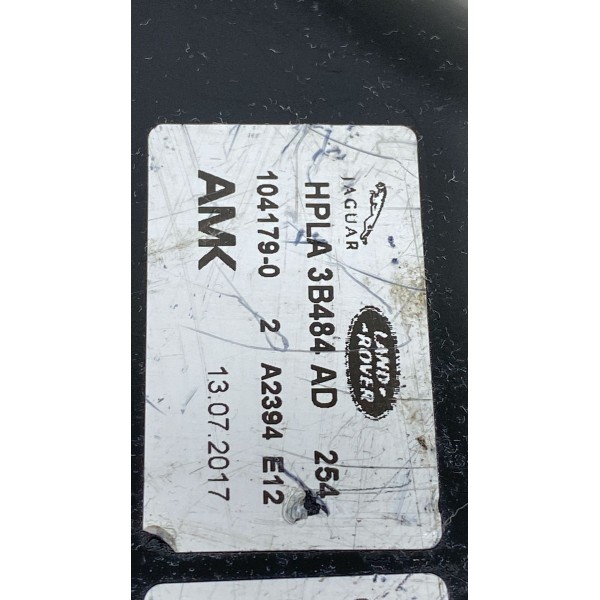 JAGUAR
LAND-
-ROVER
HPLA 3B484 AD 254
104179-0 2 A2394 E12
AMK 13.07.2017